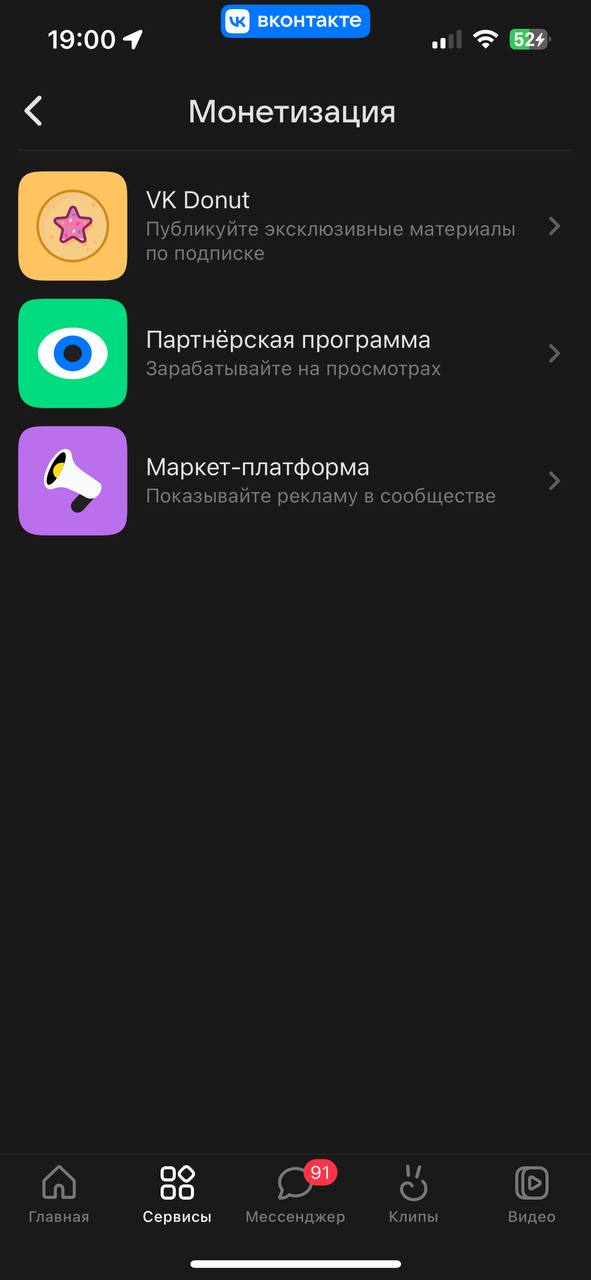 вконтакте
19:00
52
Монетизация
VK Donut
Публикуйте эксклюзивные материалы
по подписке
Партнёрская программа
Зарабатывайте на просмотрах
Маркет-платформа
Показывайте рекламу в сообществе
91
Главная
Сервисы
Мессенджер
Клипы
Видео